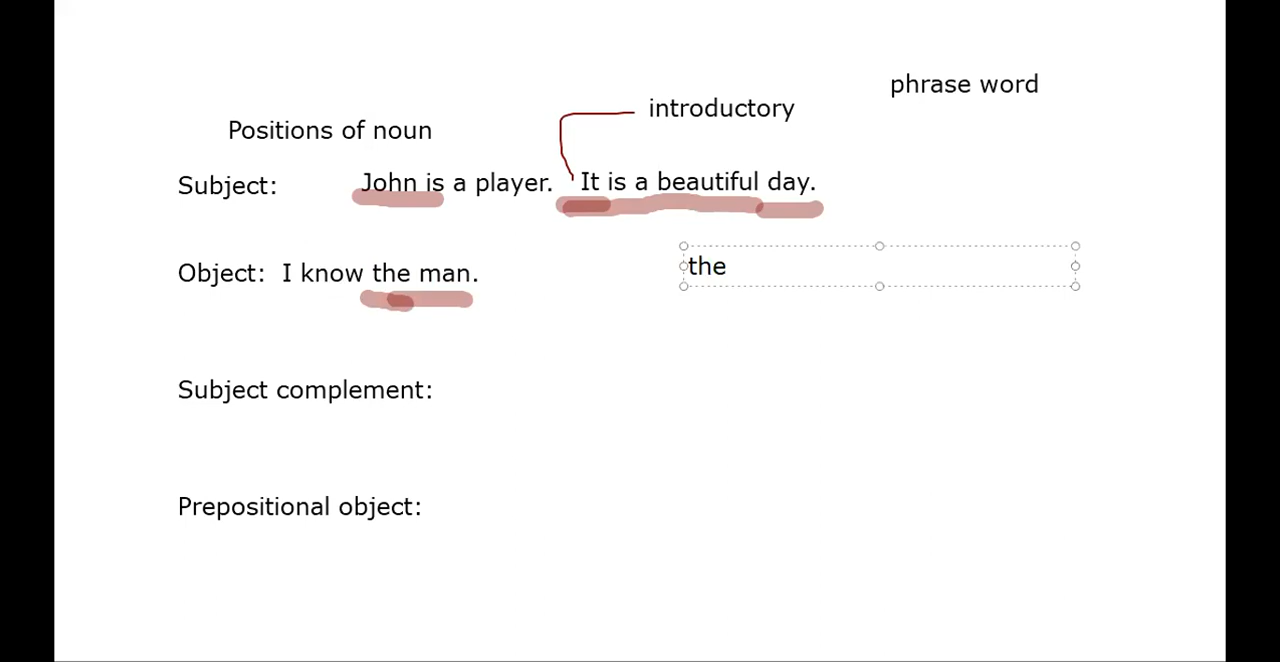 phrase word
introductory
Positions of noun
Subject: John is a player. It is a beautiful day.
Object: I know the man.
the
Subject complement:
Prepositional object: